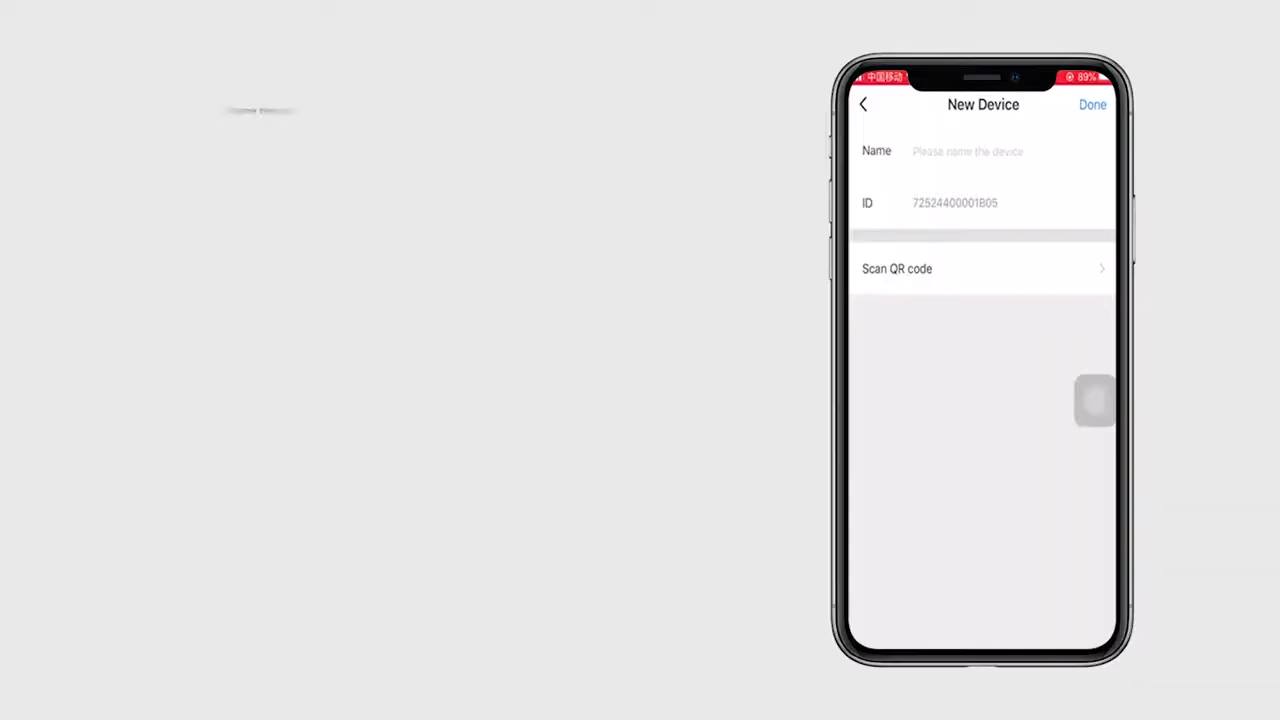 中国移动
89%
New Device
Done
Name
Please name the device
ID
72524400001B05
Scan QR code